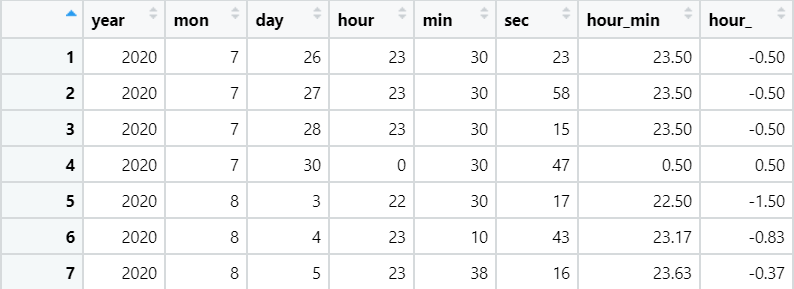 year mon day hour min sec hour_min hour_
1 2020 7 26 23 30 23 23.50 -0.50
2 2020 7 27 23 30 58 23.50 -0.50
3 2020 7 28 23 30 15 23.50 -0.50
4 2020 7 30 0 30 47 0.50 0.50
5 2020 8 3 22 30 17 22.50 -1.50
6 2020 8 4 23 10 43 23.17 -0.83
7 2020 8 5 23 38 16 23.63 -0.37